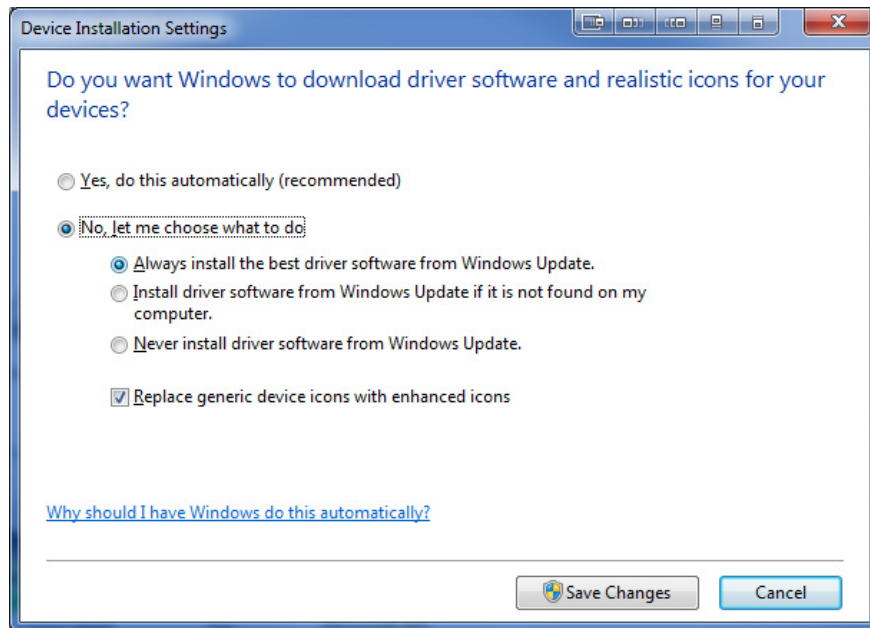 Device Installation Settings
Do you want Windows to download driver software and realistic icons for your
devices?
Yes, do this automatically (recommended)
No, let me choose what to do
Always install the best driver software from Windows Update.
Install driver software from Windows Update if it is not found on my
computer.
Never install driver software from Windows Update.
Replace generic device icons with enhanced icons
Why should I have Windows do this automatically?
Save Changes Cancel